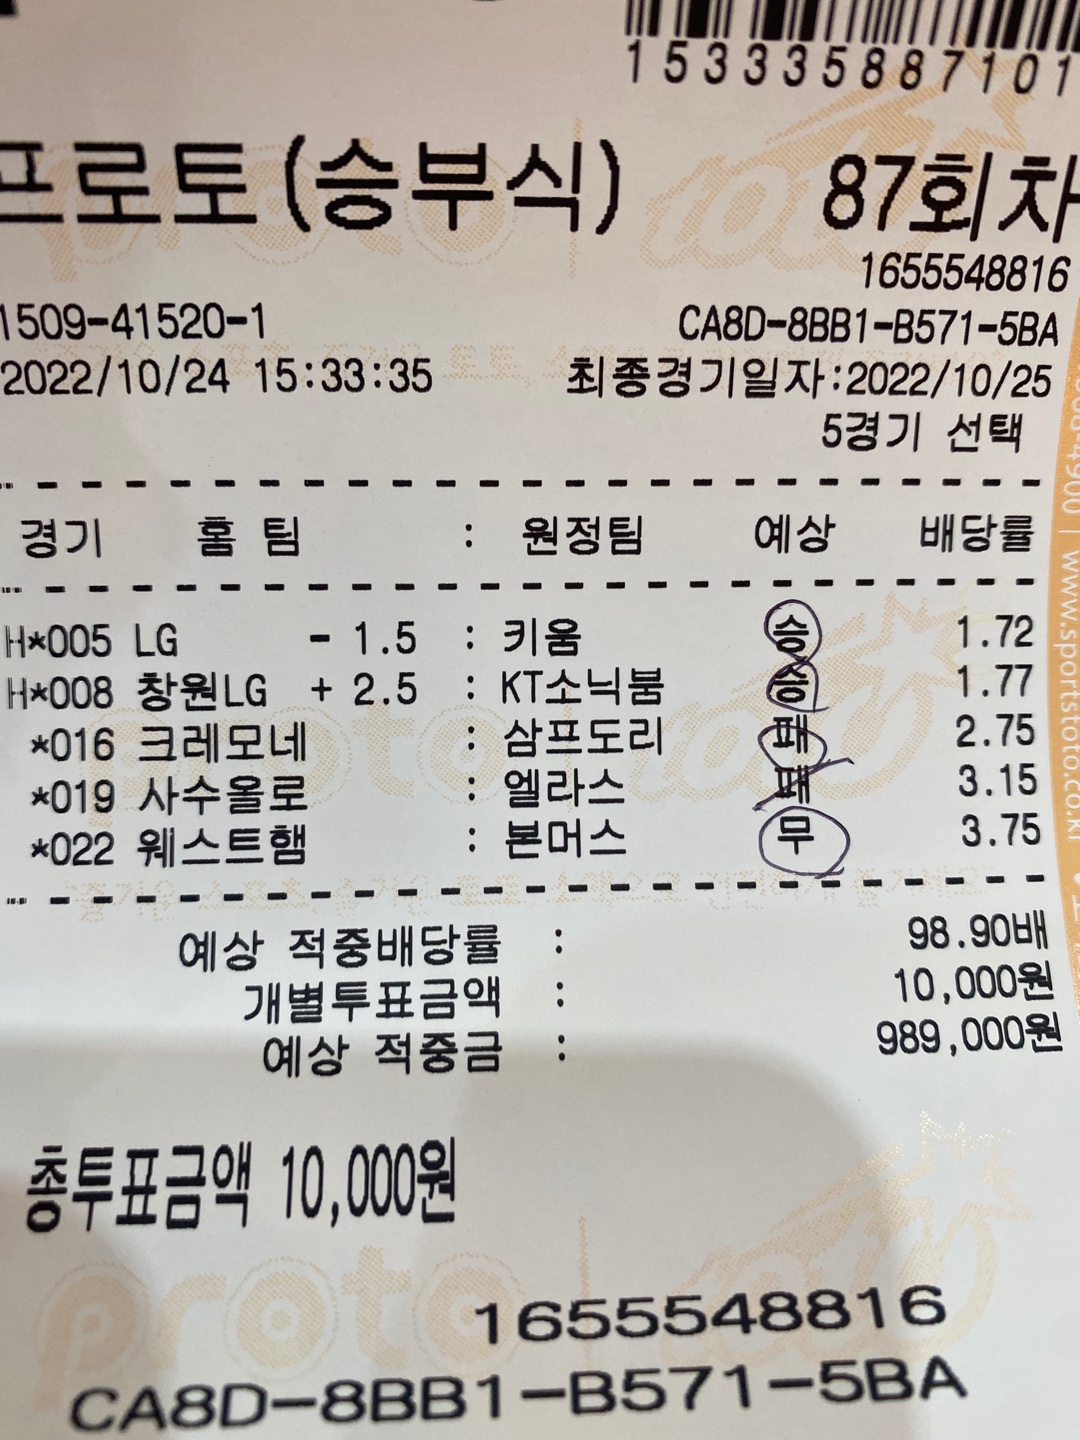 153335887101
프로토(승부식) 87회차
1655548816
1509-41520-1 CA8D-8BB1-B571-5BA
2022/10/24 15:33:35 최종경기일자:2022/10/25
5경기 선택
경기 홈 팀 : 원정팀 예상 배당률
H*005 LG - 1.5 : 키움 승 1.72
H*008 창원LG + 2.5 : KT소닉붐 승 1.77
*016 크레모네 : 삼프도리 패 2.75
*019 사수올로 : 엘라스 패 3.15
*022 웨스트햄 : 본머스 무 3.75
예상 적중배당률 : 98.90배
개별투표금액 : 10,000원
예상 적중금 : 989,000원
총투표금액 10,000원
proto
1655548816
CA8D-8BB1-B571-5BA
www.sportstoto.co.kr